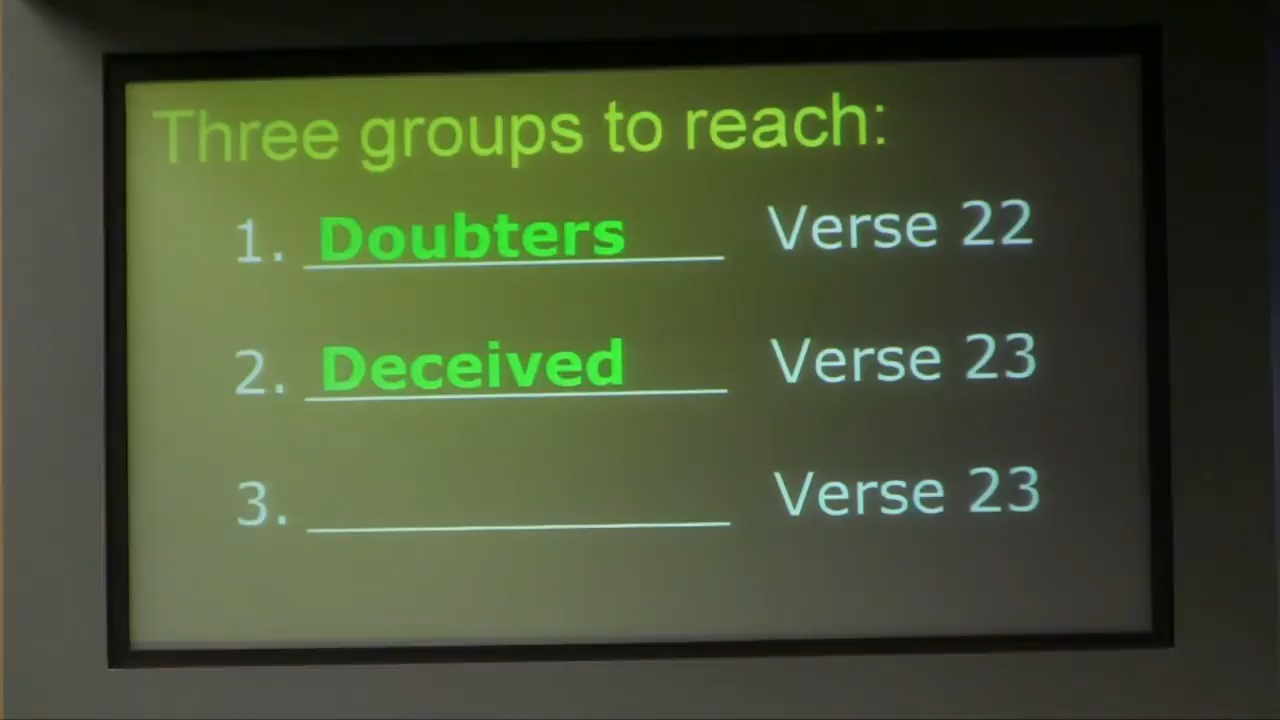 Three groups to reach:
1. Doubters Verse 22
2. Deceived Verse 23
3. Verse 23